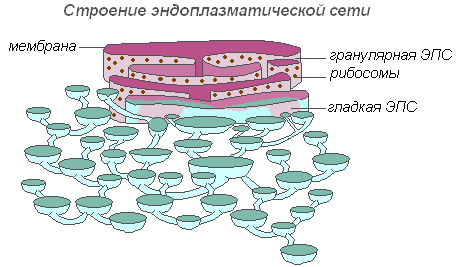 Строение эндоплазматической сети
мембрана
гранулярная ЭПС
рибосомы
гладкая ЭПС